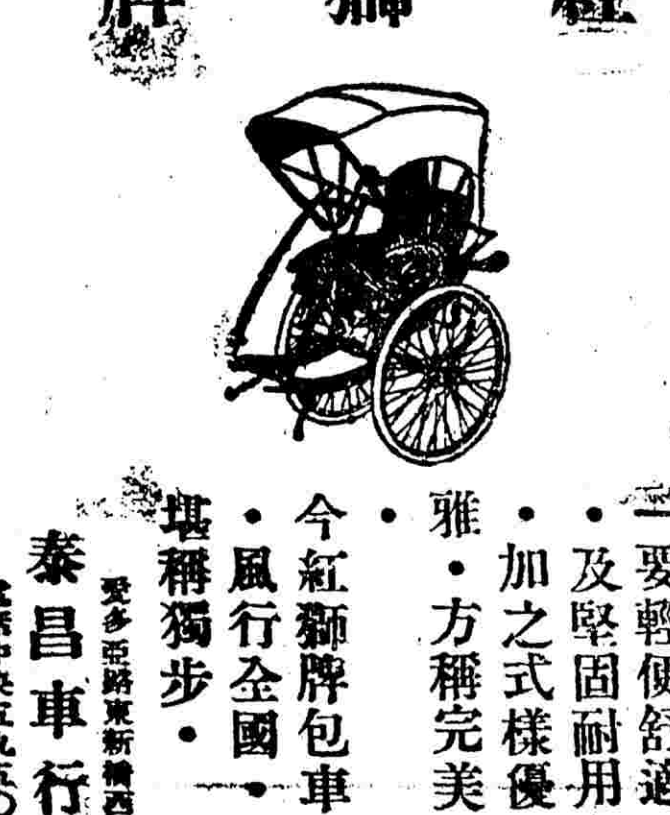 紅獅牌
一要輕便舒適
・及堅固耐用
・加之式樣優
雅・方稱完美
・
今紅獅牌包車
・風行全國・
堪稱獨步・
愛多亞路東新橋西
泰昌車行